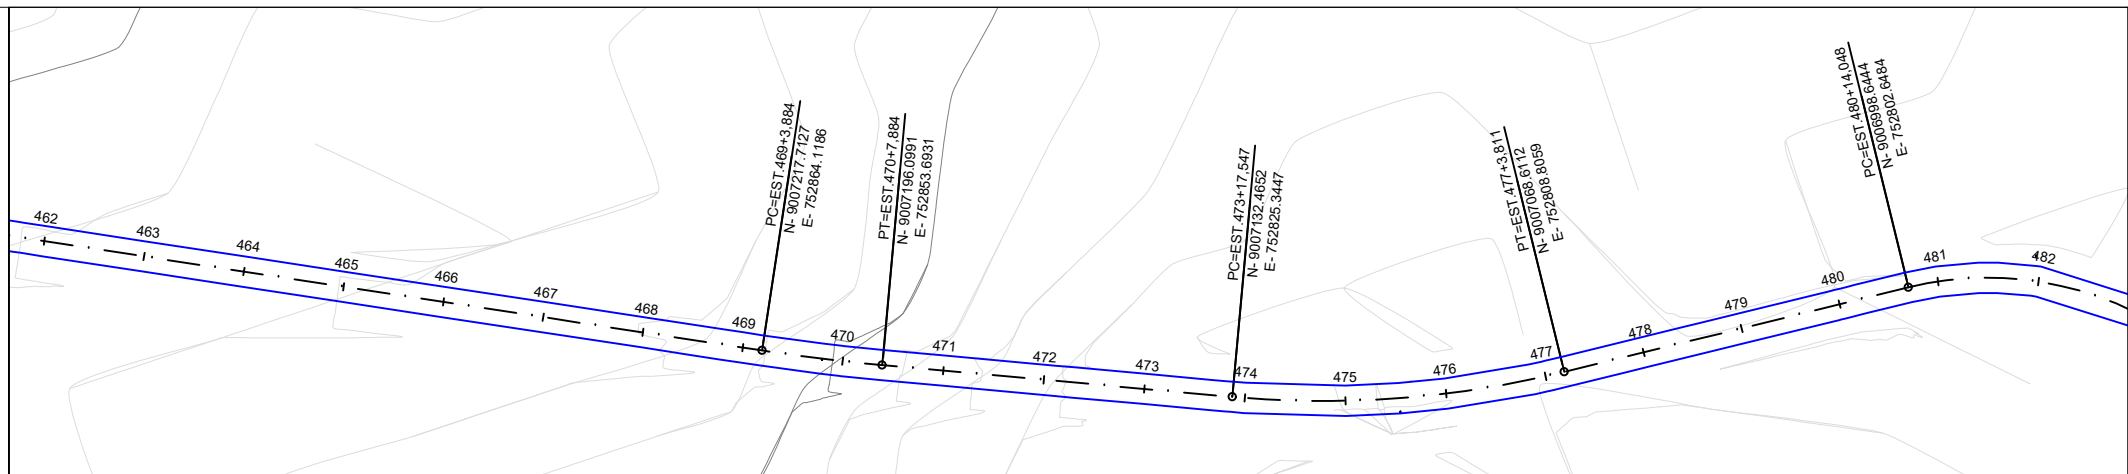 462
463
464
465
466
467
468
469
470
471
472
473
474
475
476
477
478
479
480
481
482
PC=EST.469+3,884
N- 9007217.7127
E- 752864.1186
PT=EST.470+7,884
N- 9007196.0991
E- 752853.6931
PC=EST.473+17,547
N- 9007132.4652
E- 752825.3447
PT=EST.477+3,811
N- 9007068.6112
E- 752808.8059
PC=EST.480+14,048
N- 9006998.6444
E- 752802.6484